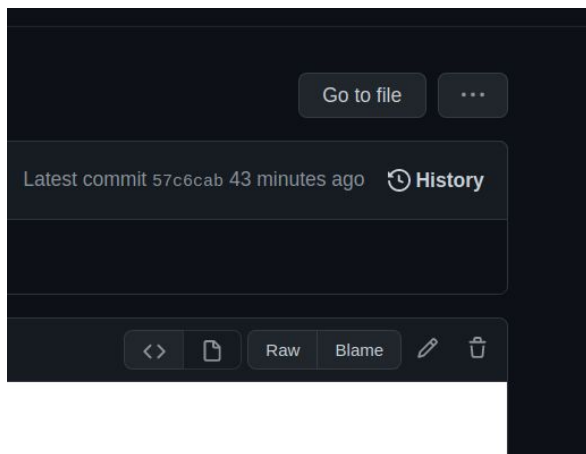 Go to file ···
Latest commit 57c6cab 43 minutes ago History
<> Raw Blame